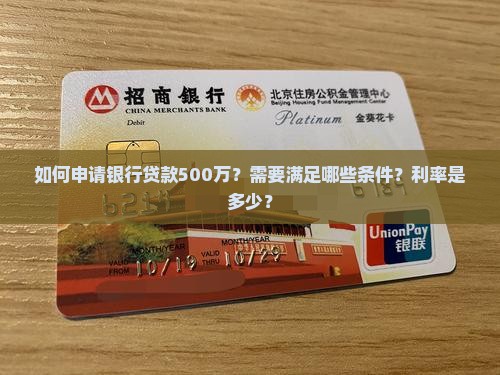 招商银行
CHINA MERCHANTS BANK
Debit
北京住房公积金管理中心
Beijing Housing Fund Management Center
Platinum 金葵花卡
如何申请银行贷款500万？需要满足哪些条件？利率是
多少？
MONTH/YEAR MONTH/YEAR
VALID FROM 10/19 VALID THRU 10/29
UnionPay
银联